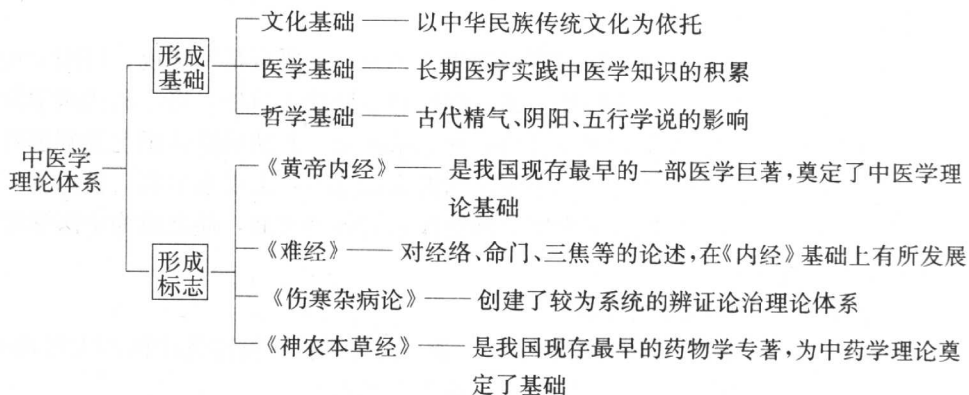 文化基础——以中华民族传统文化为依托
形成
基础
医学基础——长期医疗实践中医学知识的积累
哲学基础——古代精气、阴阳、五行学说的影响
中医学
理论体系
《黄帝内经》——是我国现存最早的一部医学巨著,奠定了中医学理
论基础
形成
标志
《难经》——对经络、命门、三焦等的论述,在《内经》基础上有所发展
《伤寒杂病论》——创建了较为系统的辨证论治理论体系
《神农本草经》——是我国现存最早的药物学专著,为中药学理论奠
定了基础